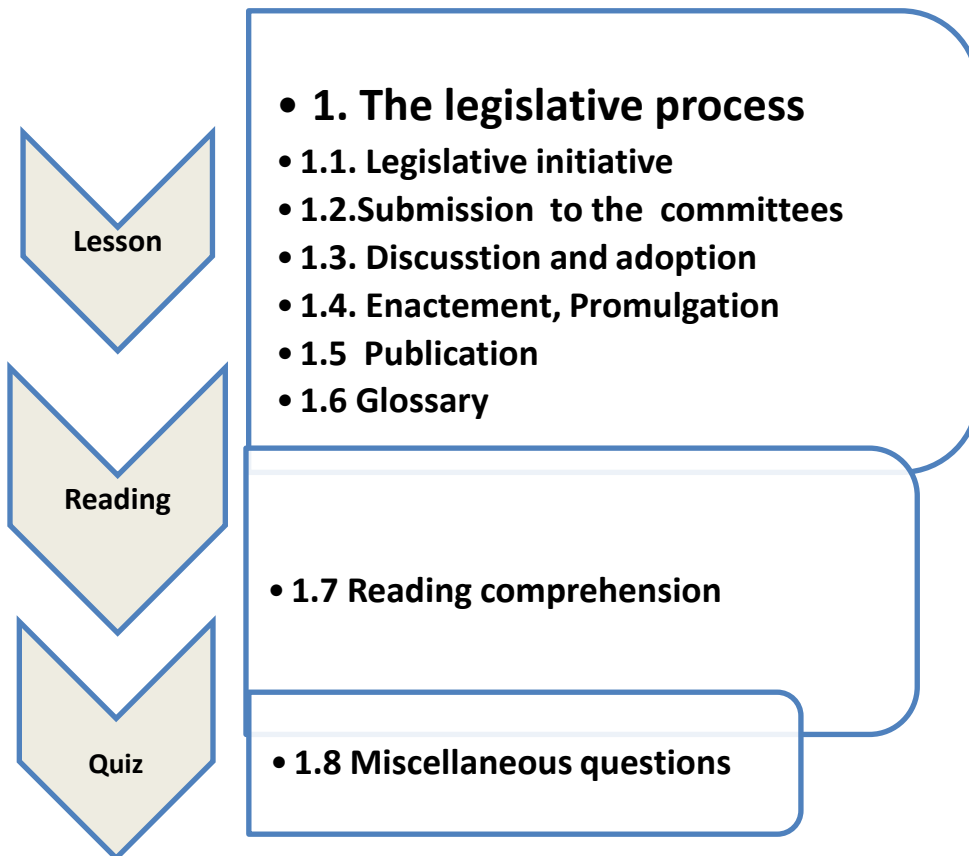 Lesson
• 1. The legislative process
• 1.1. Legislative initiative
• 1.2.Submission to the committees
• 1.3. Discusstion and adoption
• 1.4. Enactement, Promulgation
• 1.5 Publication
• 1.6 Glossary
Reading
• 1.7 Reading comprehension
Quiz
• 1.8 Miscellaneous questions